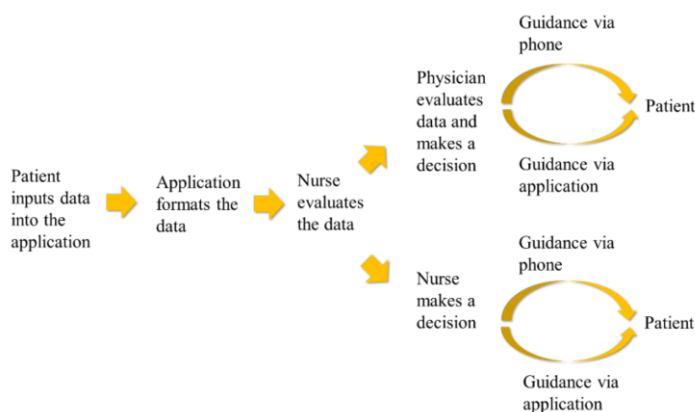 Patient
inputs data
into the
application
Application
formats the
data
Nurse
evaluates
the data
Physician
evaluates
data and
makes a
decision
Guidance via
phone
Guidance via
application
Patient
Nurse
makes a
decision
Guidance via
phone
Guidance via
application
Patient